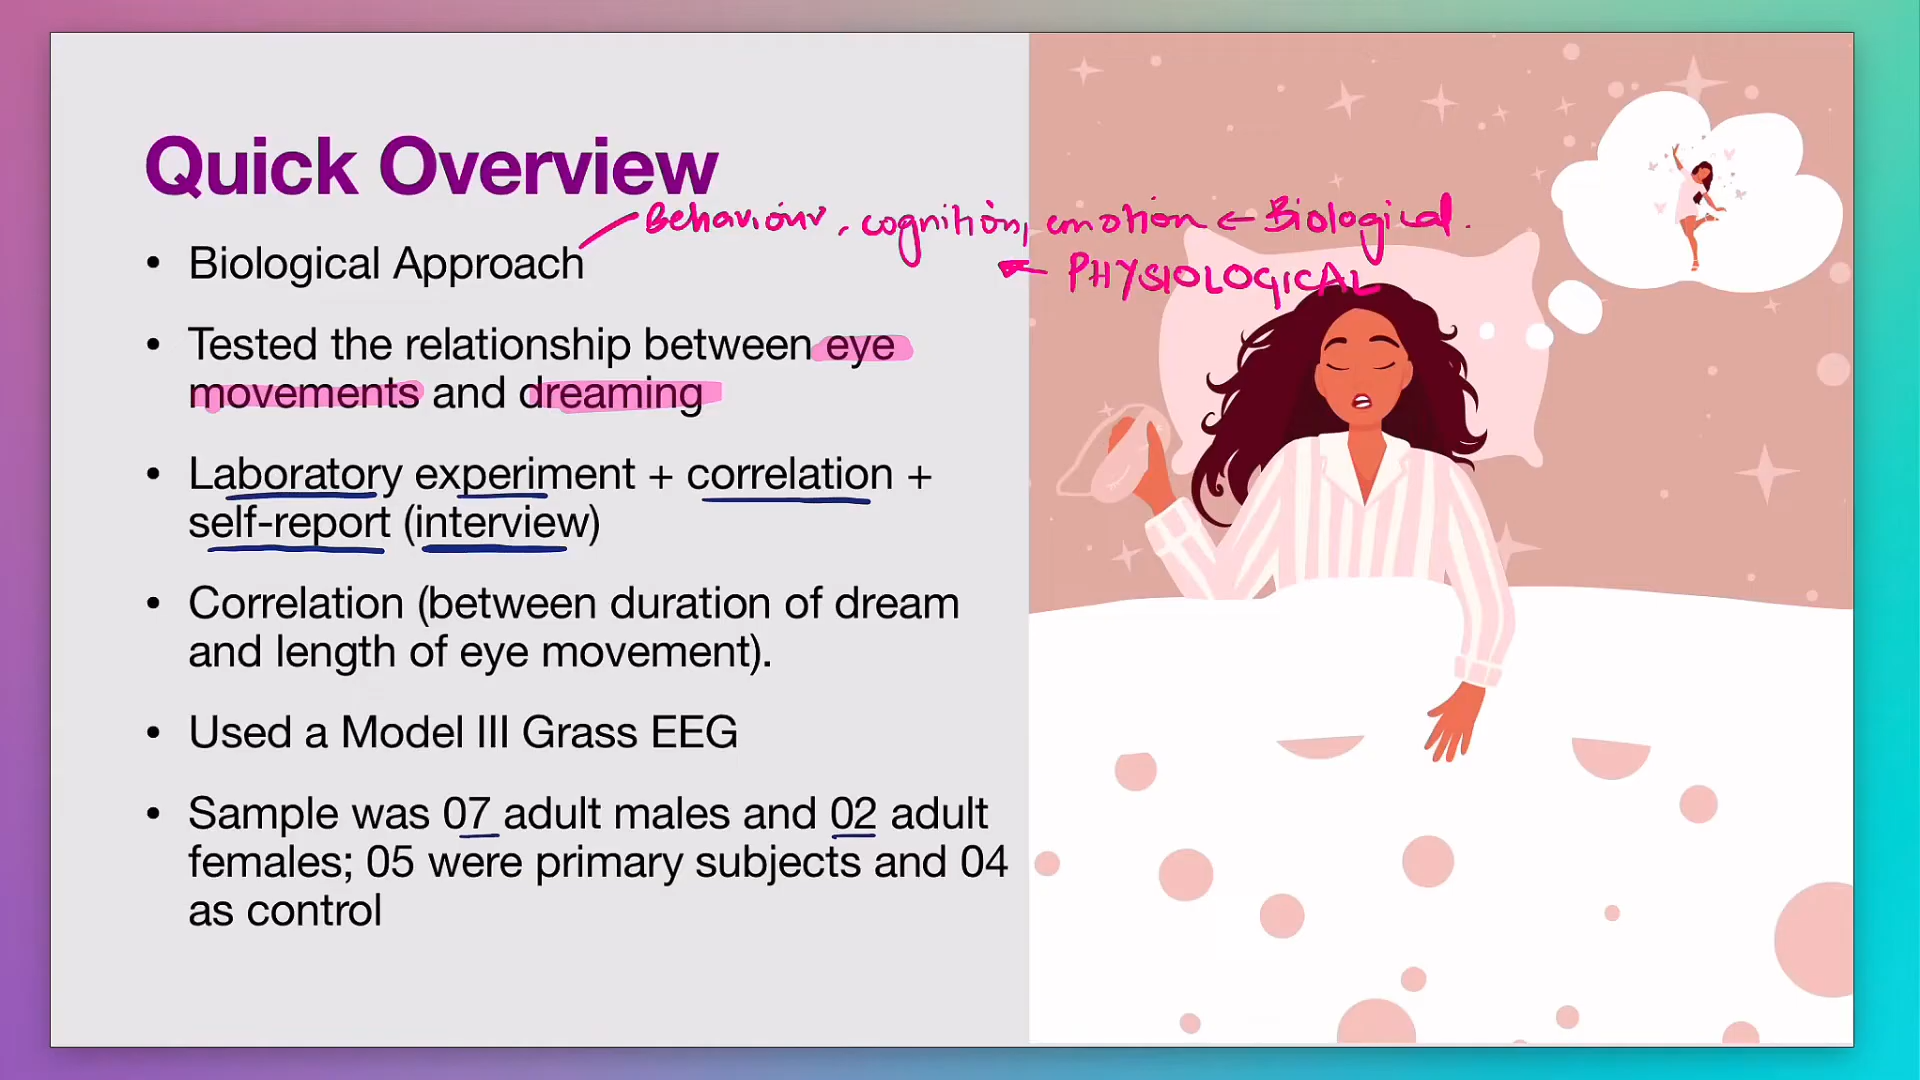 Quick Overview
Behaviour, cognition, emotion ← Biological.
• Biological Approach
← PHYSIOLOGICAL
• Tested the relationship between eye
movements and dreaming
• Laboratory experiment + correlation +
self-report (interview)
• Correlation (between duration of dream
and length of eye movement).
• Used a Model III Grass EEG
• Sample was 07 adult males and 02 adult
females; 05 were primary subjects and 04
as control